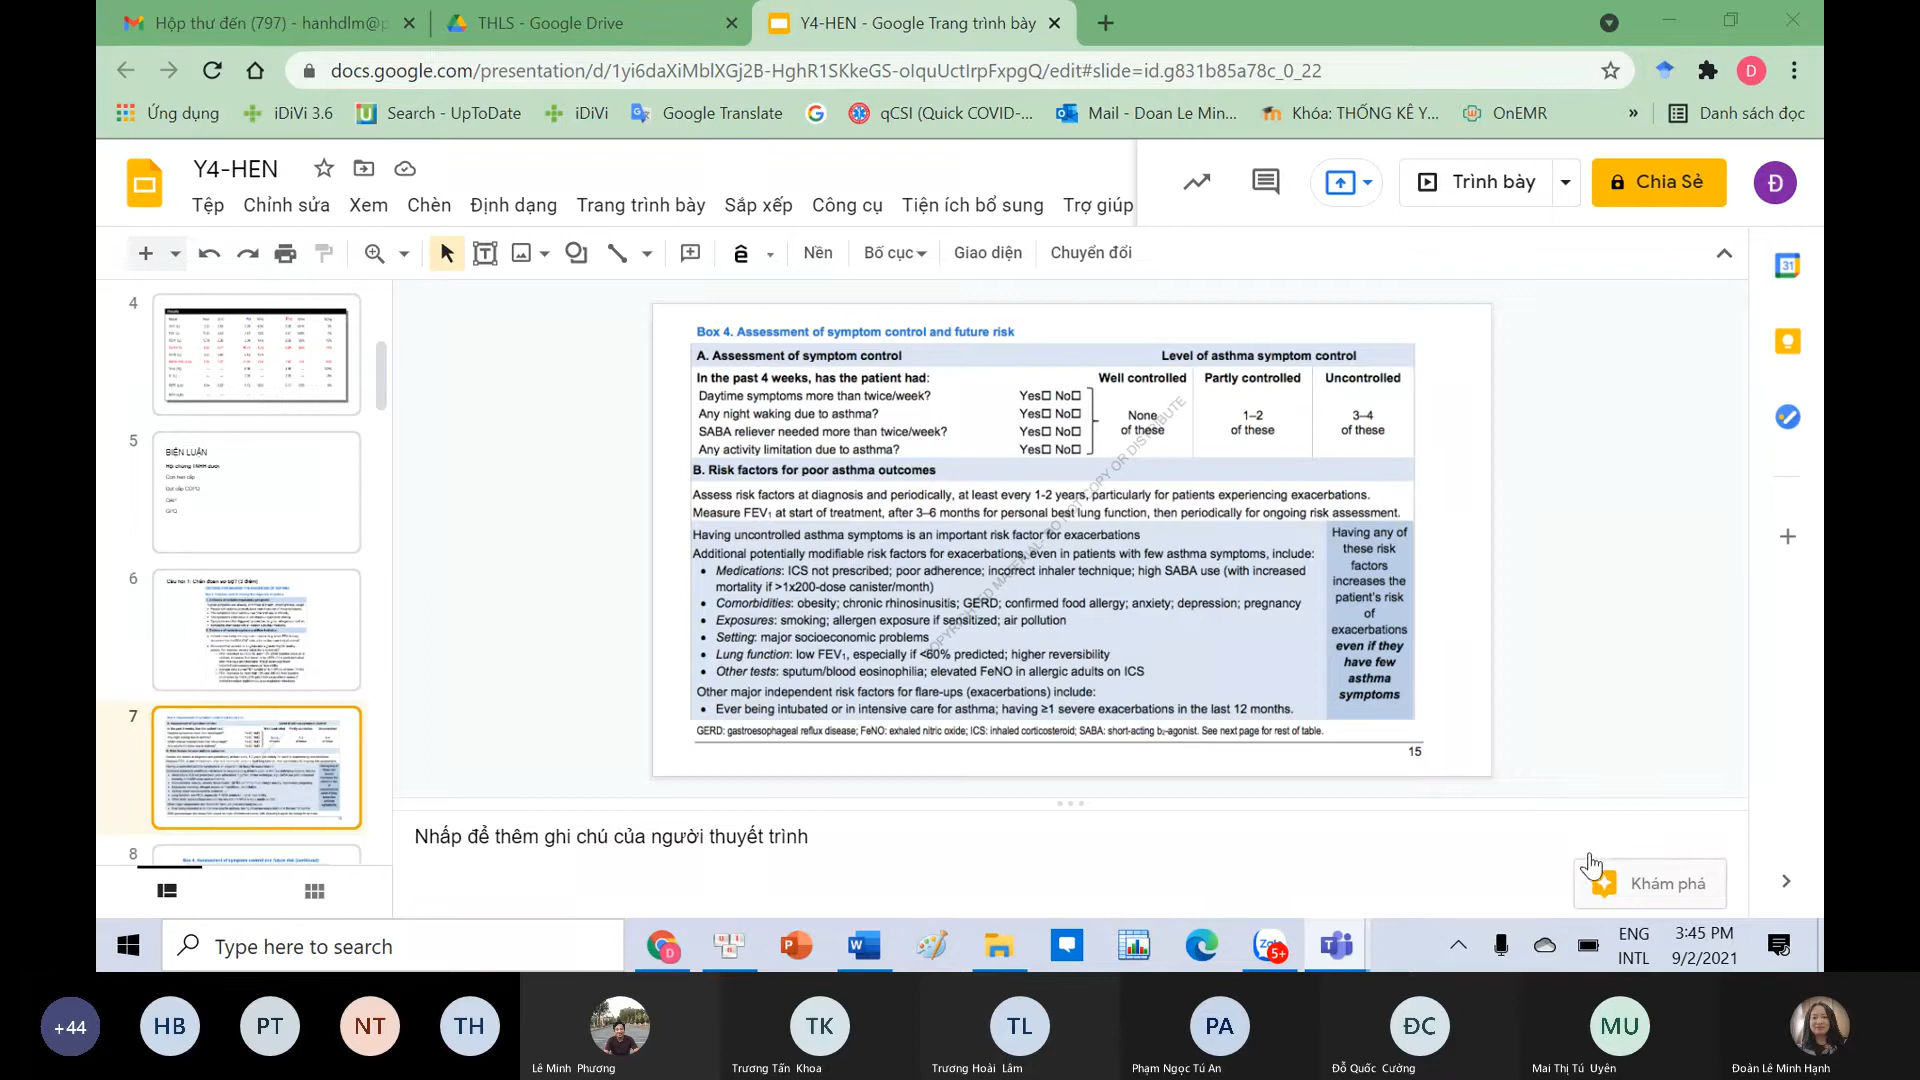 Hộp thư đến (797) - hanhdlm@p
THLS - Google Drive
Y4-HEN - Google Trang trình bày
docs.google.com/presentation/d/1yi6daXiMblXGj2B-HghR1SKkeGS-oIquUctIrpFxpgQ/edit#slide=id.g831b85a78c_0_22
D
Ứng dụng
iDiVi 3.6
Search - UpToDate
iDiVi
Google Translate
qCSI (Quick COVID-...
Mail - Doan Le Min...
Khóa: THỐNG KÊ Y...
OnEMR
»
Danh sách đọc
Y4-HEN
Trình bày
Chia Sẻ
Đ
Tệp Chỉnh sửa Xem Chèn Định dạng Trang trình bày Sắp xếp Công cụ Tiện ích bổ sung Trợ giúp
Nền
Bố cục
Giao diện
Chuyển đổi
31
4
5
BIỆN LUẬN
6
7
8
Box 4. Assessment of symptom control and future risk
A. Assessment of symptom control Level of asthma symptom control
In the past 4 weeks, has the patient had: Well controlled Partly controlled Uncontrolled
Daytime symptoms more than twice/week? Yes☐ No☐
Any night waking due to asthma? Yes☐ No☐
SABA reliever needed more than twice/week? Yes☐ No☐
Any activity limitation due to asthma? Yes☐ No☐
None of these
1–2 of these
3–4 of these
B. Risk factors for poor asthma outcomes
Assess risk factors at diagnosis and periodically, at least every 1-2 years, particularly for patients experiencing exacerbations.
Measure FEV₁ at start of treatment, after 3–6 months for personal best lung function, then periodically for ongoing risk assessment.
Having uncontrolled asthma symptoms is an important risk factor for exacerbations
Additional potentially modifiable risk factors for exacerbations, even in patients with few asthma symptoms, include:
• Medications: ICS not prescribed; poor adherence; incorrect inhaler technique; high SABA use (with increased
mortality if >1x200-dose canister/month)
• Comorbidities: obesity; chronic rhinosinusitis; GERD; confirmed food allergy; anxiety; depression; pregnancy
• Exposures: smoking; allergen exposure if sensitized; air pollution
• Setting: major socioeconomic problems
• Lung function: low FEV₁, especially if <60% predicted; higher reversibility
• Other tests: sputum/blood eosinophilia; elevated FeNO in allergic adults on ICS
Other major independent risk factors for flare-ups (exacerbations) include:
• Ever being intubated or in intensive care for asthma; having ≥1 severe exacerbations in the last 12 months.
Having any of
these risk
factors
increases the
patient's risk
of
exacerbations
even if they
have few
asthma
symptoms
GERD: gastroesophageal reflux disease; FeNO: exhaled nitric oxide; ICS: inhaled corticosteroid; SABA: short-acting b₂-agonist. See next page for rest of table.
15
COPYRIGHTED MATERIAL- DO NOT COPY OR DISTRIBUTE
Nhấp để thêm ghi chú của người thuyết trình
Khám phá
Type here to search
Zalo
5+
ENG
INTL
3:45 PM
9/2/2021
+44
HB
PT
NT
TH
TK
TL
PA
ĐC
MU
Lê Minh Phương
Trương Tấn Khoa
Trương Hoài Lâm
Phạm Ngọc Tú An
Đỗ Quốc Cường
Mai Thị Tú Uyên
Đoàn Lê Minh Hạnh